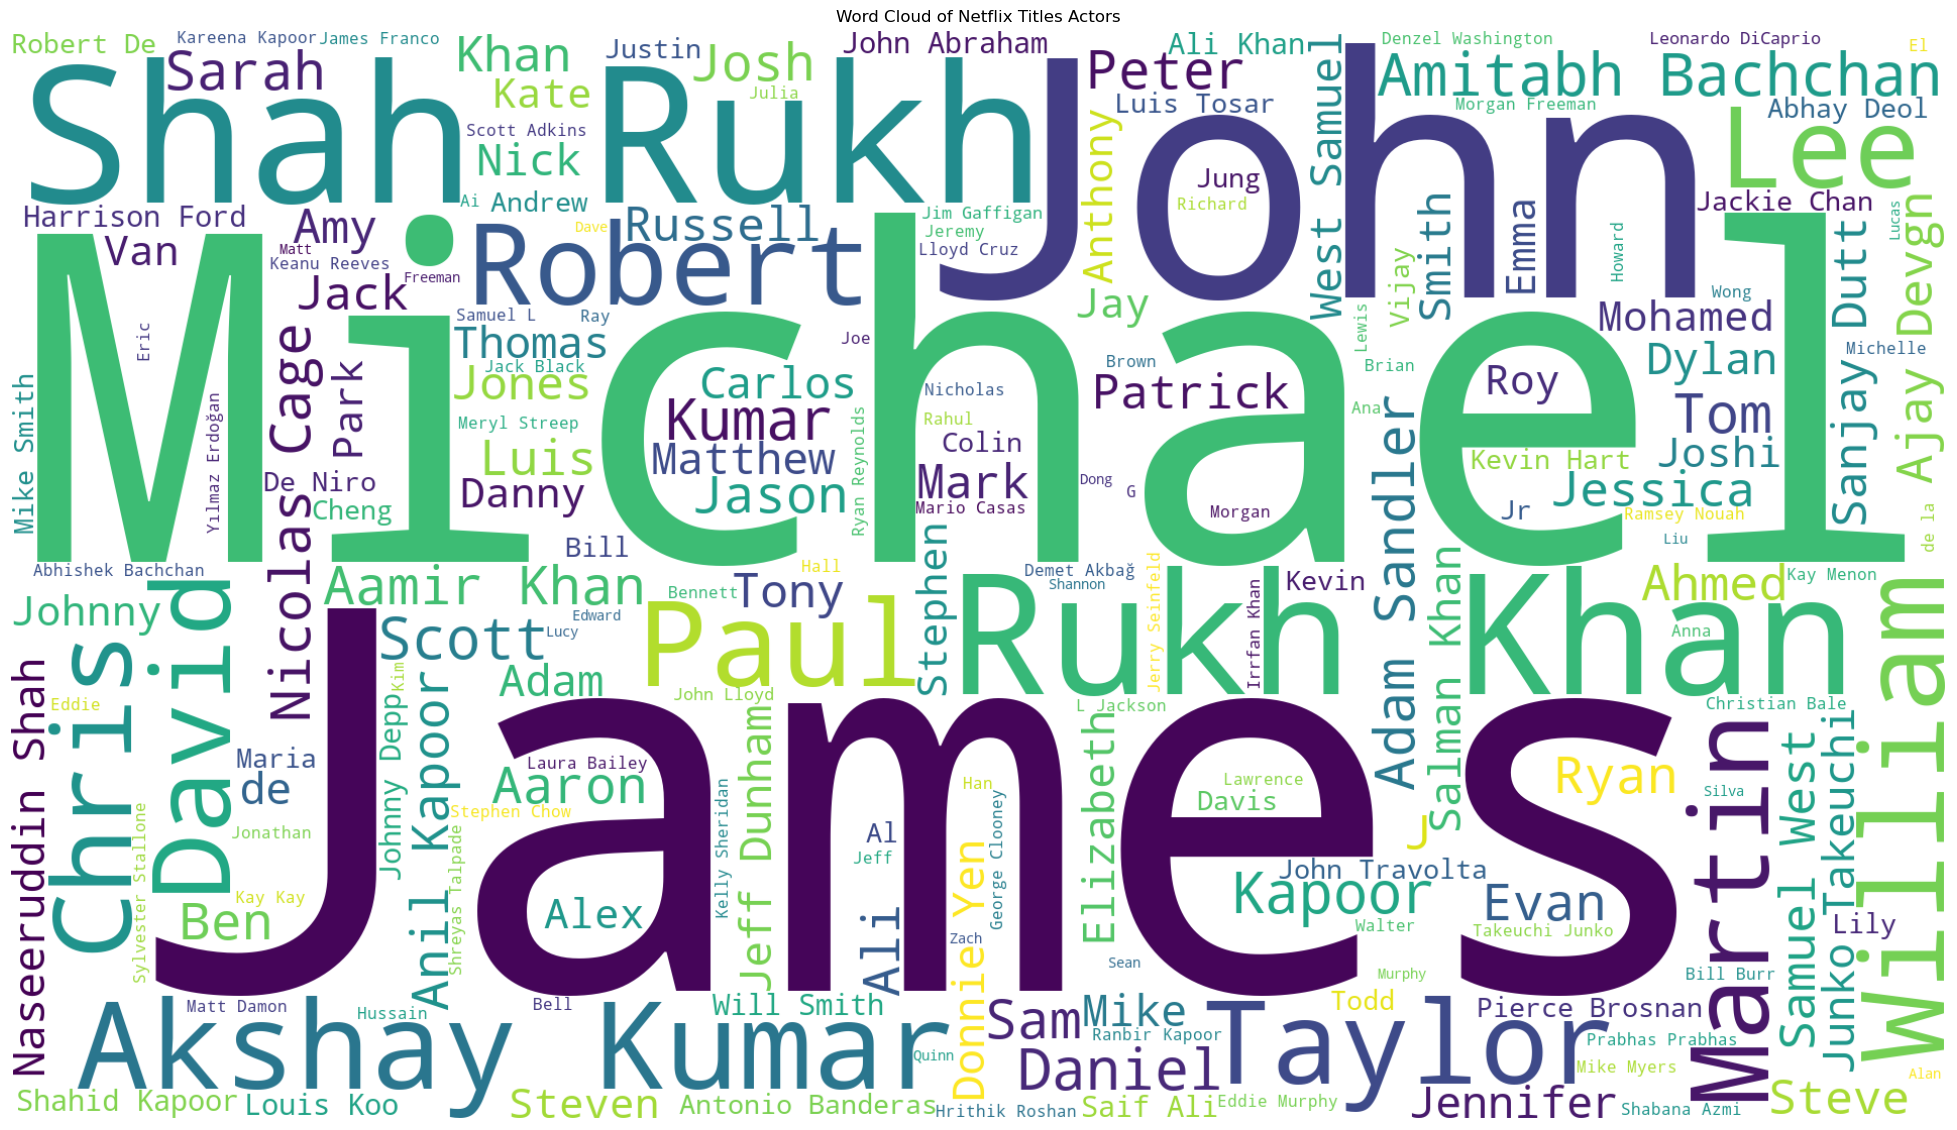 Word Cloud of Netflix Titles Actors
Robert De
Kareena Kapoor
James Franco
Sarah
Khan
Kate
Justin
Josh
Julia
John Abraham
Peter
Ali Khan
Luis Tosar
West Samuel
Denzel Washington
Leonardo DiCaprio
El
Amitabh Bachchan
Morgan Freeman
Abhay Deol
Shah Rukh
John
Lee
Scott Adkins
Nick
Anthony
Jung
Richard
Jackie Chan
Lucas
Harrison Ford
Van
Amy
Matt
Keanu Reeves
Freeman
Jack
Ai
Andrew
Dave
Russell
Robert
Jim Gaffigan
Jeremy
Lloyd Cruz
Jay
Vijay
Smith
Emma
Howard
Wong
Mohamed
Sanjay Dutt
Ajay Devgn
Michelle
Samuel L
Ray
Thomas
Jack Black
Jones
Joe
Carlos
Kumar
Matthew
Jason
Meryl Streep
Luis
Danny
Ryan Reynolds
Nicholas
Rahul
Colin
Mark
Mario Casas
Brown
Patrick
Dong
G
Lewis
Brian
Ana
Morgan
Roy
Kevin Hart
Jr
Dylan
Tom
Joshi
Jessica
Ramsey Nouah
Liu
de la
Michael
Eric
Mike Smith
Yılmaz Erdoğan
Nicolas Cage
Park
De Niro
Cheng
Bill
Abhishek Bachchan
Johnny
David
Chris
Aamir Khan
Edward
Lucy
Scott
Bennett
Hall
Tony
Paul
Stephen
Demet Akbağ
Shannon
Jerry Seinfeld
Irrfan Khan
Kevin
Rukh Khan
Adam Sandler
Salman Khan
Ahmed
Kay Menon
Anna
William
Naseeruddin Shah
Eddie
Maria
de
Jonathan
Kay Kay
Ben
Sylvester Stallone
Johnny Depp
Kim
Anil Kapoor
Shreyas Talpade
Adam
John Lloyd
Laura Bailey
Aaron
Stephen Chow
Alex
Kelly Sheridan
Jeff Dunham
James
Al
Jeff
Ali
Han
George Clooney
Donnie Yen
Zach
L Jackson
Elizabeth
Lawrence
Davis
John Travolta
Kapoor
Walter
J
Ryan
Evan
Takeuchi Junko
Christian Bale
Silva
Martin
Samuel West
Junko Takeuchi
Lily
Bill Burr
Sean
Murphy
Matt Damon
Hussain
Bell
Will Smith
Akshay Kumar
Quinn
Sam
Mike
Ranbir Kapoor
Daniel
Taylor
Todd
Pierce Brosnan
Prabhas Prabhas
Mike Myers
Alan
Shahid Kapoor
Louis Koo
Steven
Antonio Banderas
Hrithik Roshan
Saif Ali
Eddie Murphy
Jennifer
Shabana Azmi
Steve